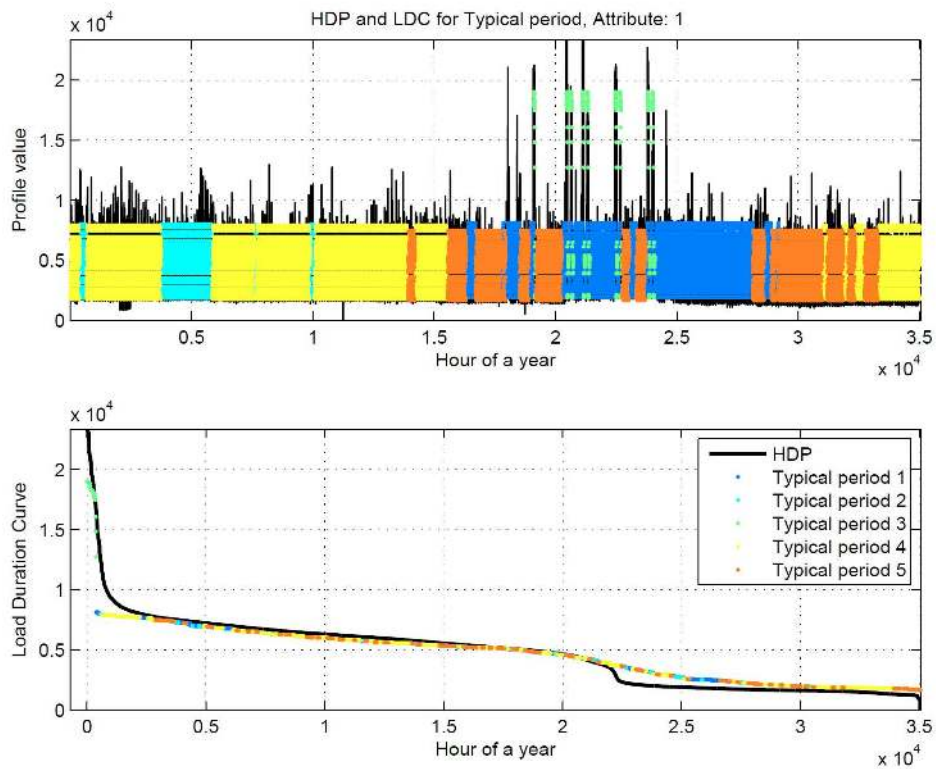 HDP and LDC for Typical period, Attribute: 1
x 10^4
Profile value
2
1.5
1
0.5
0
0.5 1 1.5 2 2.5 3 3.5
Hour of a year
x 10^4
x 10^4
Load Duration Curve
2
1.5
1
0.5
0
HDP
Typical period 1
Typical period 2
Typical period 3
Typical period 4
Typical period 5
0 0.5 1 1.5 2 2.5 3 3.5
Hour of a year
x 10^4